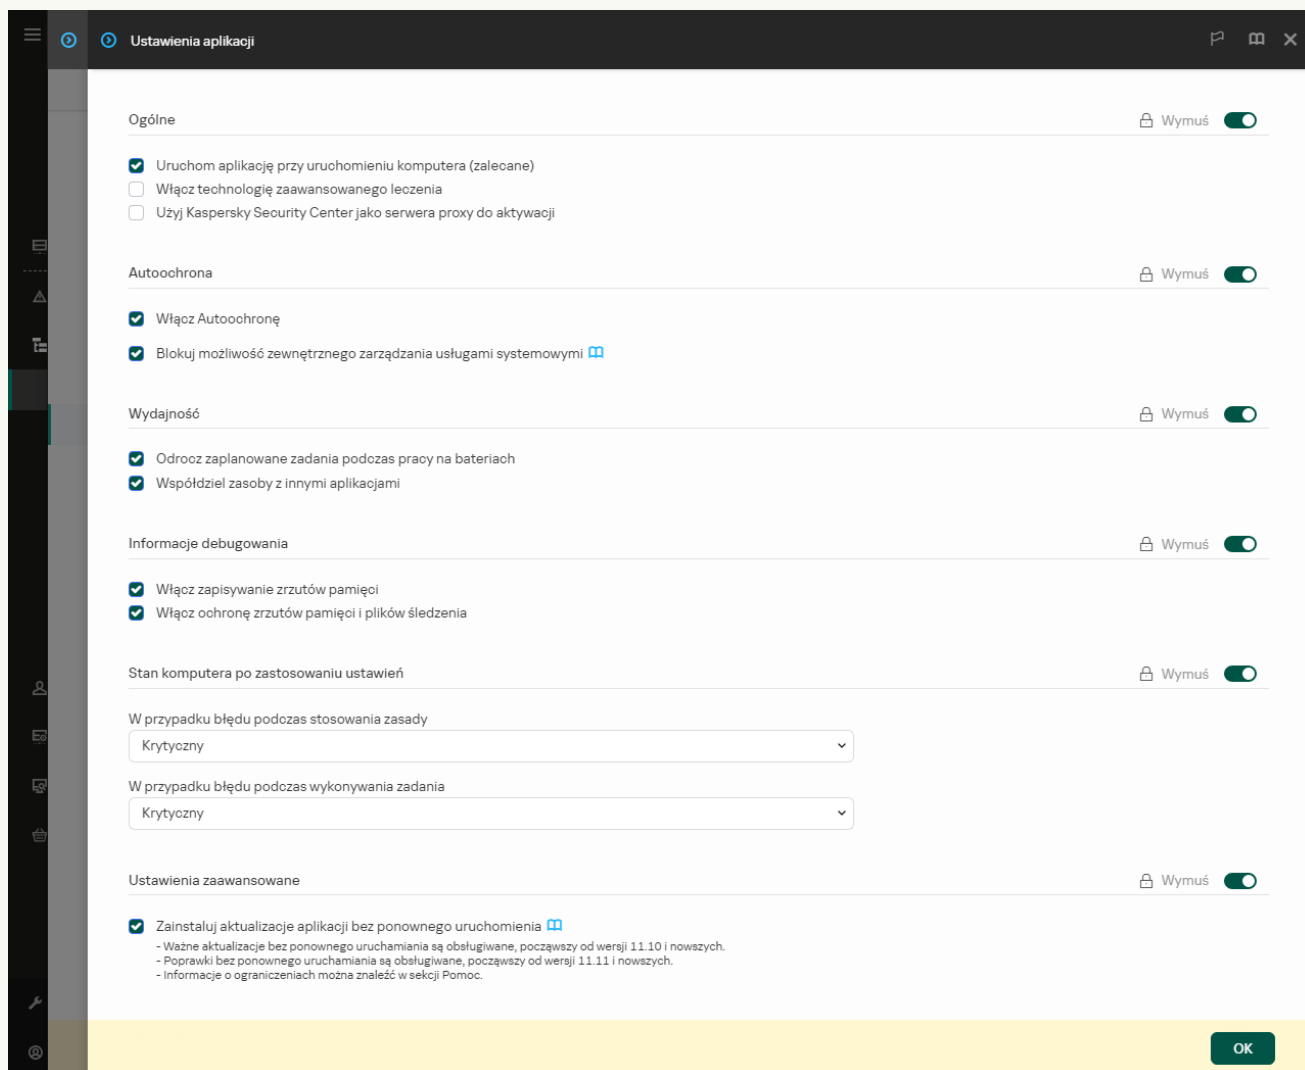 Ustawienia aplikacji
Ogólne
Wymuś
Uruchom aplikację przy uruchomieniu komputera (zalecane)
Włącz technologię zaawansowanego leczenia
Użyj Kaspersky Security Center jako serwera proxy do aktywacji
Autoochrona
Wymuś
Włącz Autoochronę
Blokuj możliwość zewnętrznego zarządzania usługami systemowymi
Wydajność
Wymuś
Odrocz zaplanowane zadania podczas pracy na bateriach
Współdziel zasoby z innymi aplikacjami
Informacje debugowania
Wymuś
Włącz zapisywanie zrzutów pamięci
Włącz ochronę zrzutów pamięci i plików śledzenia
Stan komputera po zastosowaniu ustawień
Wymuś
W przypadku błędu podczas stosowania zasady
Krytyczny
W przypadku błędu podczas wykonywania zadania
Krytyczny
Ustawienia zaawansowane
Wymuś
Zainstaluj aktualizacje aplikacji bez ponownego uruchomienia
- Ważne aktualizacje bez ponownego uruchamiania są obsługiwane, począwszy od wersji 11.10 i nowszych.
- Poprawki bez ponownego uruchamiania są obsługiwane, począwszy od wersji 11.11 i nowszych.
- Informacje o ograniczeniach można znaleźć w sekcji Pomoc.
OK